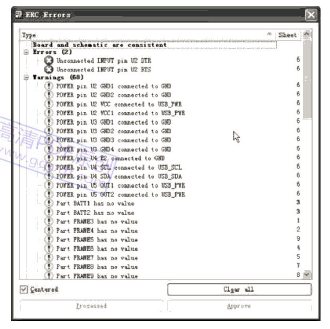 ERC Errors
Type Sheet
Board and schematic are consistent
Errors (2)
Unconnected INPUT pin U2 DTR 6
Unconnected INPUT pin U2 RTS 6
Warnings (68)
POWER pin U2 GND1 connected to GND 6
POWER pin U2 GND2 connected to GND 6
POWER pin U2 VCC connected to USB_PWR 6
POWER pin U2 VCC1 connected to USB_PWR 6
POWER pin U3 GND1 connected to GND 6
POWER pin U3 GND2 connected to GND 6
POWER pin U3 GND3 connected to GND 6
POWER pin U3 GND4 connected to GND 6
POWER pin U4 E2 connected to GND 6
POWER pin U4 SCL connected to USB_SCL 6
POWER pin U4 SDA connected to USB_SDA 6
POWER pin U5 OUT1 connected to USB_PWR 6
POWER pin U5 OUT2 connected to USB_PWR 6
Part BATT1 has no value 3
Part BATT2 has no value 3
Part FRAME3 has no value 1
Part FRAME4 has no value 2
Part FRAME5 has no value 9
Part FRAME6 has no value 4
Part FRAME7 has no value 5
Part FRAME8 has no value 7
Part FRAME9 has no value 8
Centered
Clear all
Processed
Approve